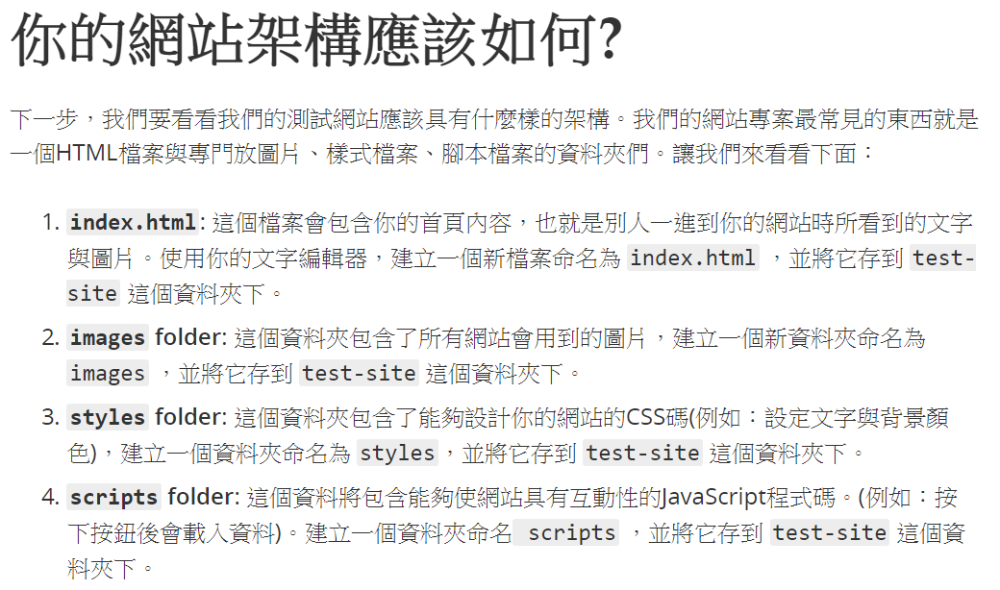 你的網站架構應該如何?
下一步，我們要看看我們的測試網站應該具有什麼樣的架構。我們的網站專案最常見的東西就是
一個HTML檔案與專門放圖片、樣式檔案、腳本檔案的資料夾們。讓我們來看看下面：
1. index.html: 這個檔案會包含你的首頁內容，也就是別人一進到你的網站時所看到的文字
與圖片。使用你的文字編輯器，建立一個新檔案命名為 index.html ，並將它存到 test-
site 這個資料夾下。
2. images folder: 這個資料夾包含了所有網站會用到的圖片，建立一個新資料夾命名為
images ，並將它存到 test-site 這個資料夾下。
3. styles folder: 這個資料夾包含了能夠設計你的網站的CSS碼(例如：設定文字與背景顏
色)，建立一個資料夾命名為 styles ，並將它存到 test-site 這個資料夾下。
4. scripts folder: 這個資料將包含能夠使網站具有互動性的JavaScript程式碼。(例如：按
下按鈕後會載入資料)。建立一個資料夾命名 scripts ，並將它存到 test-site 這個資
料夾下。